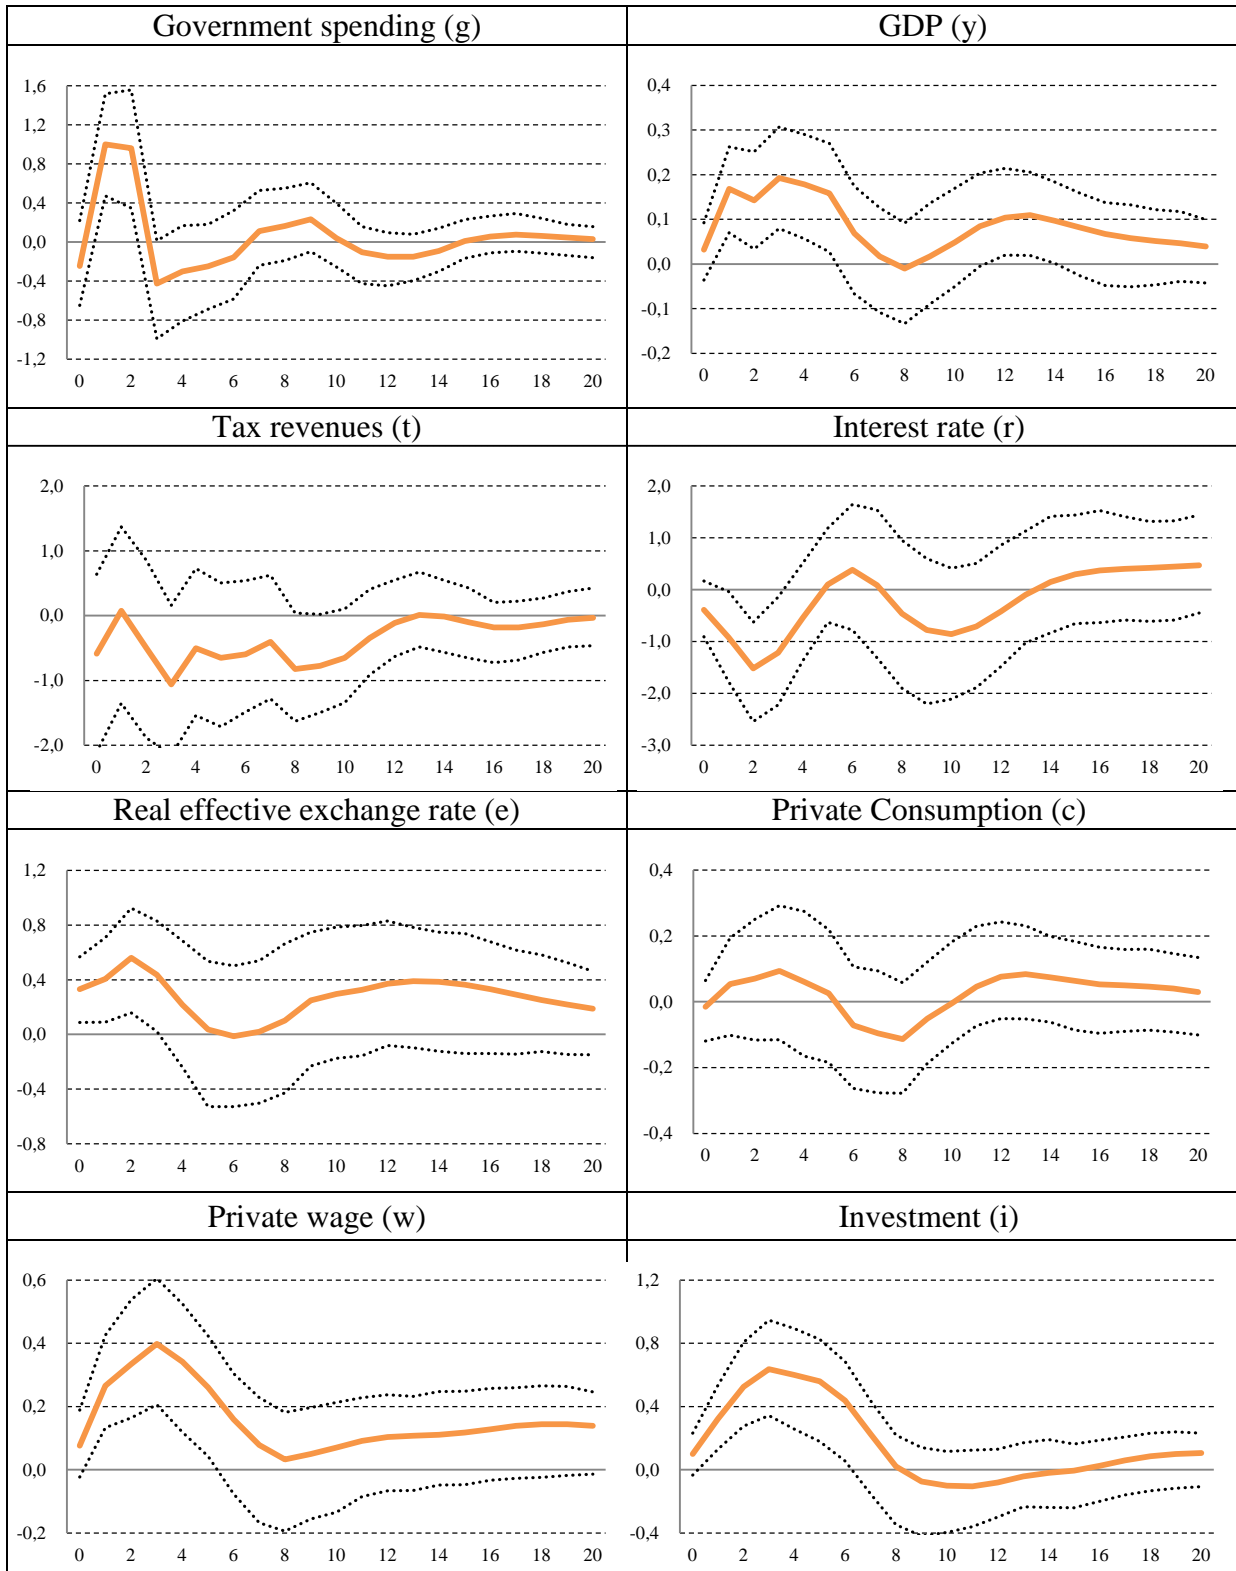 Government spending (g)
GDP (y)
1,6
1,2
0,8
0,4
0,0
-0,4
-0,8
-1,2
0 2 4 6 8 10 12 14 16 18 20
0,4
0,3
0,2
0,1
0,0
-0,1
-0,2
0 2 4 6 8 10 12 14 16 18 20
Tax revenues (t)
Interest rate (r)
2,0
1,0
0,0
-1,0
-2,0
0 2 4 6 8 10 12 14 16 18 20
2,0
1,0
0,0
-1,0
-2,0
-3,0
0 2 4 6 8 10 12 14 16 18 20
Real effective exchange rate (e)
Private Consumption (c)
1,2
0,8
0,4
0,0
-0,4
-0,8
0 2 4 6 8 10 12 14 16 18 20
0,4
0,2
0,0
-0,2
-0,4
0 2 4 6 8 10 12 14 16 18 20
Private wage (w)
Investment (i)
0,6
0,4
0,2
0,0
-0,2
0 2 4 6 8 10 12 14 16 18 20
1,2
0,8
0,4
0,0
-0,4
0 2 4 6 8 10 12 14 16 18 20